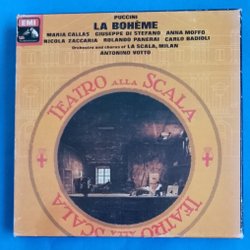 EMI
PUCCINI
LA BOHÈME
MARIA CALLAS GIUSEPPE DI STEFANO ANNA MOFFO
NICOLA ZACCARIA ROLANDO PANERAI CARLO BADIOLI
Orchestra and chorus of LA SCALA, MILAN
ANTONINO VOTTO
TEATRO ALLA SCALA
TEATRO ALLA SCALA